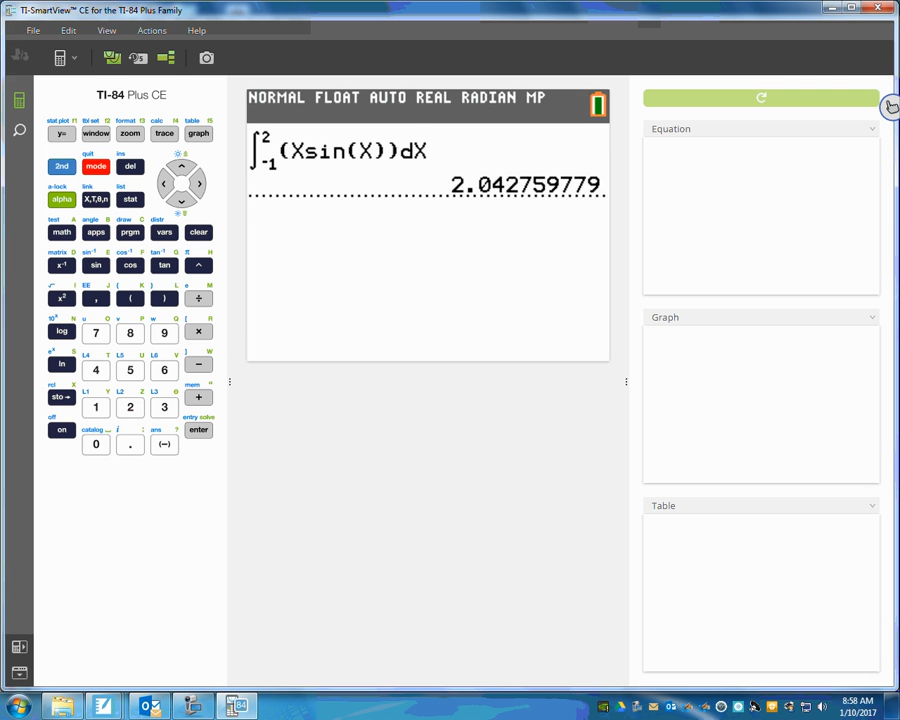 TI-SmartView™ CE for the TI-84 Plus Family
File Edit View Actions Help
TI-84 Plus CE
stat plot f1 tbl set f2 format f3 calc f4 table f5
y= window zoom trace graph
quit ins
2nd mode del
a-lock link list
alpha X,T,θ,n stat
test A angle B draw C distr
math apps prgm vars clear
matrix D sin⁻¹ E cos⁻¹ F tan⁻¹ G π H
x⁻¹ sin cos tan ^
√ I EE J { K } L e M
x² , ( ) ÷
10ˣ N u O v P w Q [ R
log 7 8 9 ×
eˣ S L4 T L5 U L6 V ] W
ln 4 5 6 −
rcl X L1 Y L2 Z L3 θ mem "
sto→ 1 2 3 +
off catalog ⎵ i : ans ? entry solve
on 0 . (−) enter
NORMAL FLOAT AUTO REAL RADIAN MP
∫₋₁²(Xsin(X))dX
2.042759779
Equation
Graph
Table
84
8:58 AM
1/10/2017